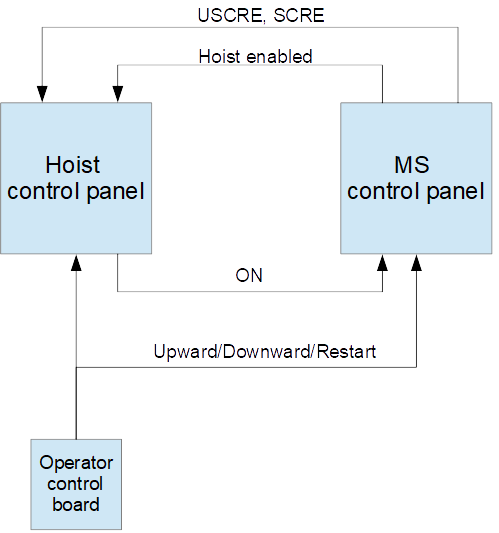 USCRE, SCRE
Hoist enabled
Hoist
control panel
MS
control panel
ON
Upward/Downward/Restart
Operator
control
board